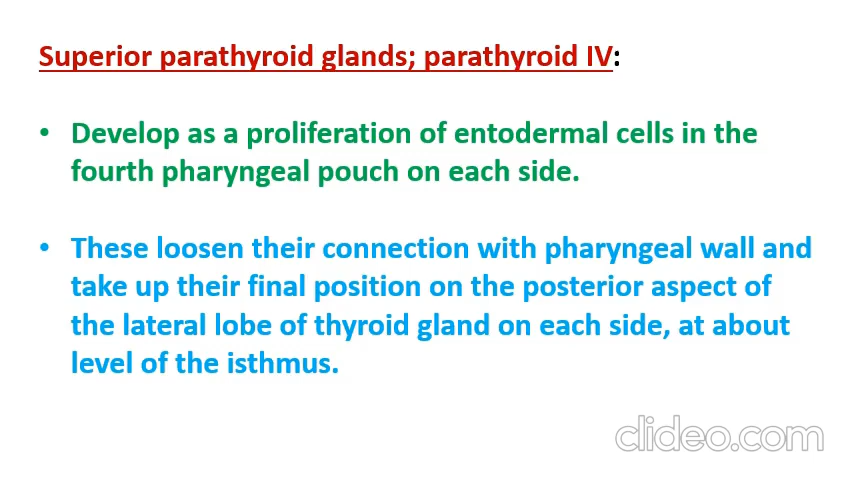 Superior parathyroid glands; parathyroid IV:
• Develop as a proliferation of entodermal cells in the
fourth pharyngeal pouch on each side.
• These loosen their connection with pharyngeal wall and
take up their final position on the posterior aspect of
the lateral lobe of thyroid gland on each side, at about
level of the isthmus.
clideo.com